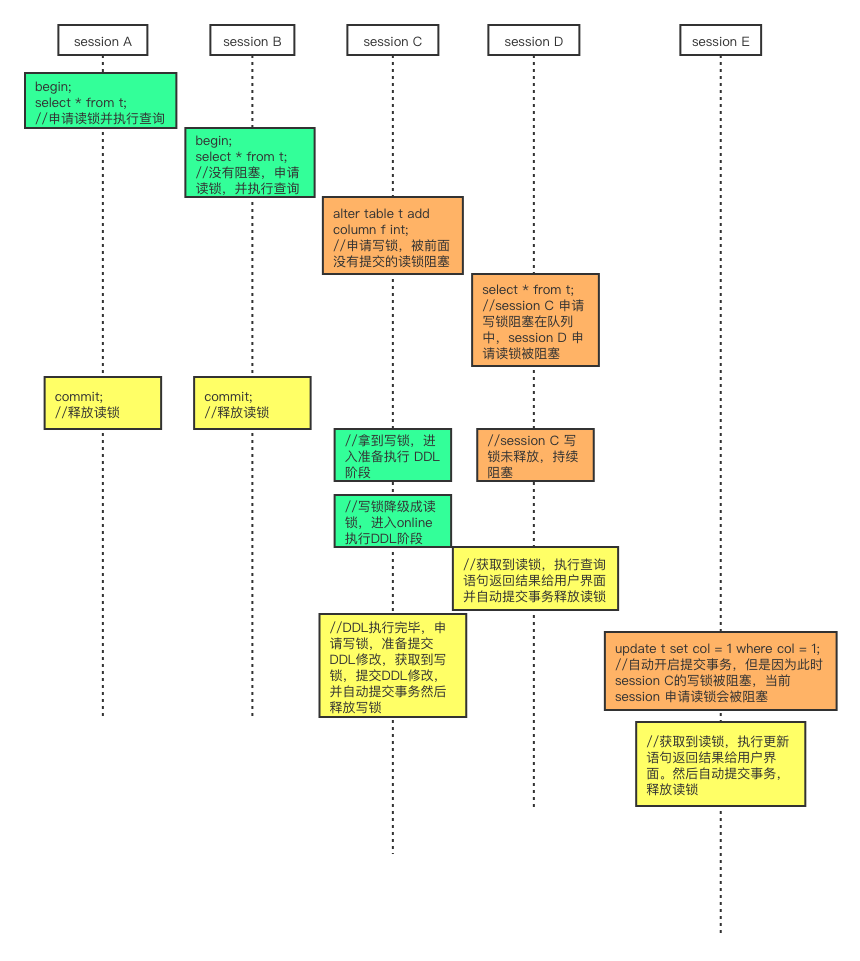 session A
session B
session C
session D
session E
begin;
select * from t;
//申请读锁并执行查询
begin;
select * from t;
//没有阻塞，申请
读锁，并执行查询
alter table t add
column f int;
//申请写锁，被前面
没有提交的读锁阻塞
select * from t;
//session C 申请
写锁阻塞在队列
中，session D 申
请读锁被阻塞
commit;
//释放读锁
commit;
//释放读锁
//拿到写锁，进
入准备执行 DDL
阶段
//session C 写
锁未释放，持续
阻塞
//写锁降级成读
锁，进入online
执行DDL阶段
//获取到读锁，执行查询
语句返回结果给用户界面
并自动提交事务释放读锁
//DDL执行完毕，申
请写锁，准备提交
DDL修改，获取到写
锁，提交DDL修改，
并自动提交事务然后
释放写锁
update t set col = 1 where col = 1;
//自动开启提交事务，但是因为此时
session C的写锁被阻塞，当前
session 申请读锁会被阻塞
//获取到读锁，执行更新
语句返回结果给用户界
面。然后自动提交事务，
释放读锁